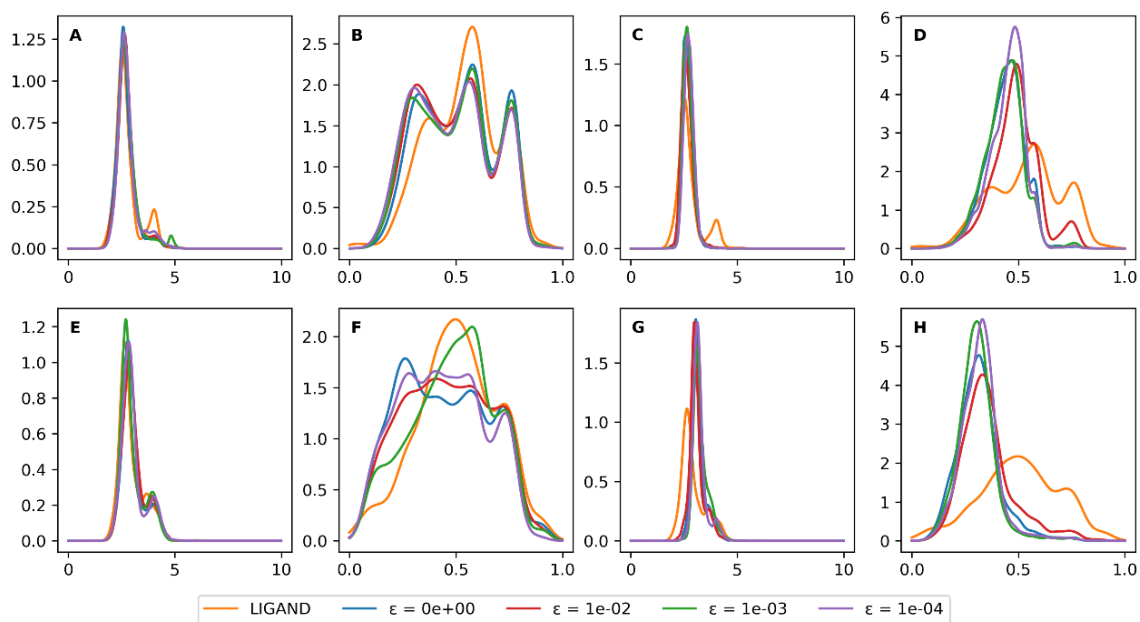 A B C D
1.25 2.5 1.5 6
1.00 2.0 1.0 5
0.75 1.5 0.5 4
0.50 1.0 0.0 3
0.25 0.5 2
0.00 0.0 1
0
0 5 10 0.0 0.5 1.0 0 5 10 0.0 0.5 1.0
E F G H
1.2 2.0 1.5 5
1.0 1.5 1.0 4
0.8 1.0 0.5 3
0.6 0.5 0.0 2
0.4 0.0 1
0.2 0
0.0
0 5 10 0.0 0.5 1.0 0 5 10 0.0 0.5 1.0
LIGAND ε = 0e+00 ε = 1e-02 ε = 1e-03 ε = 1e-04